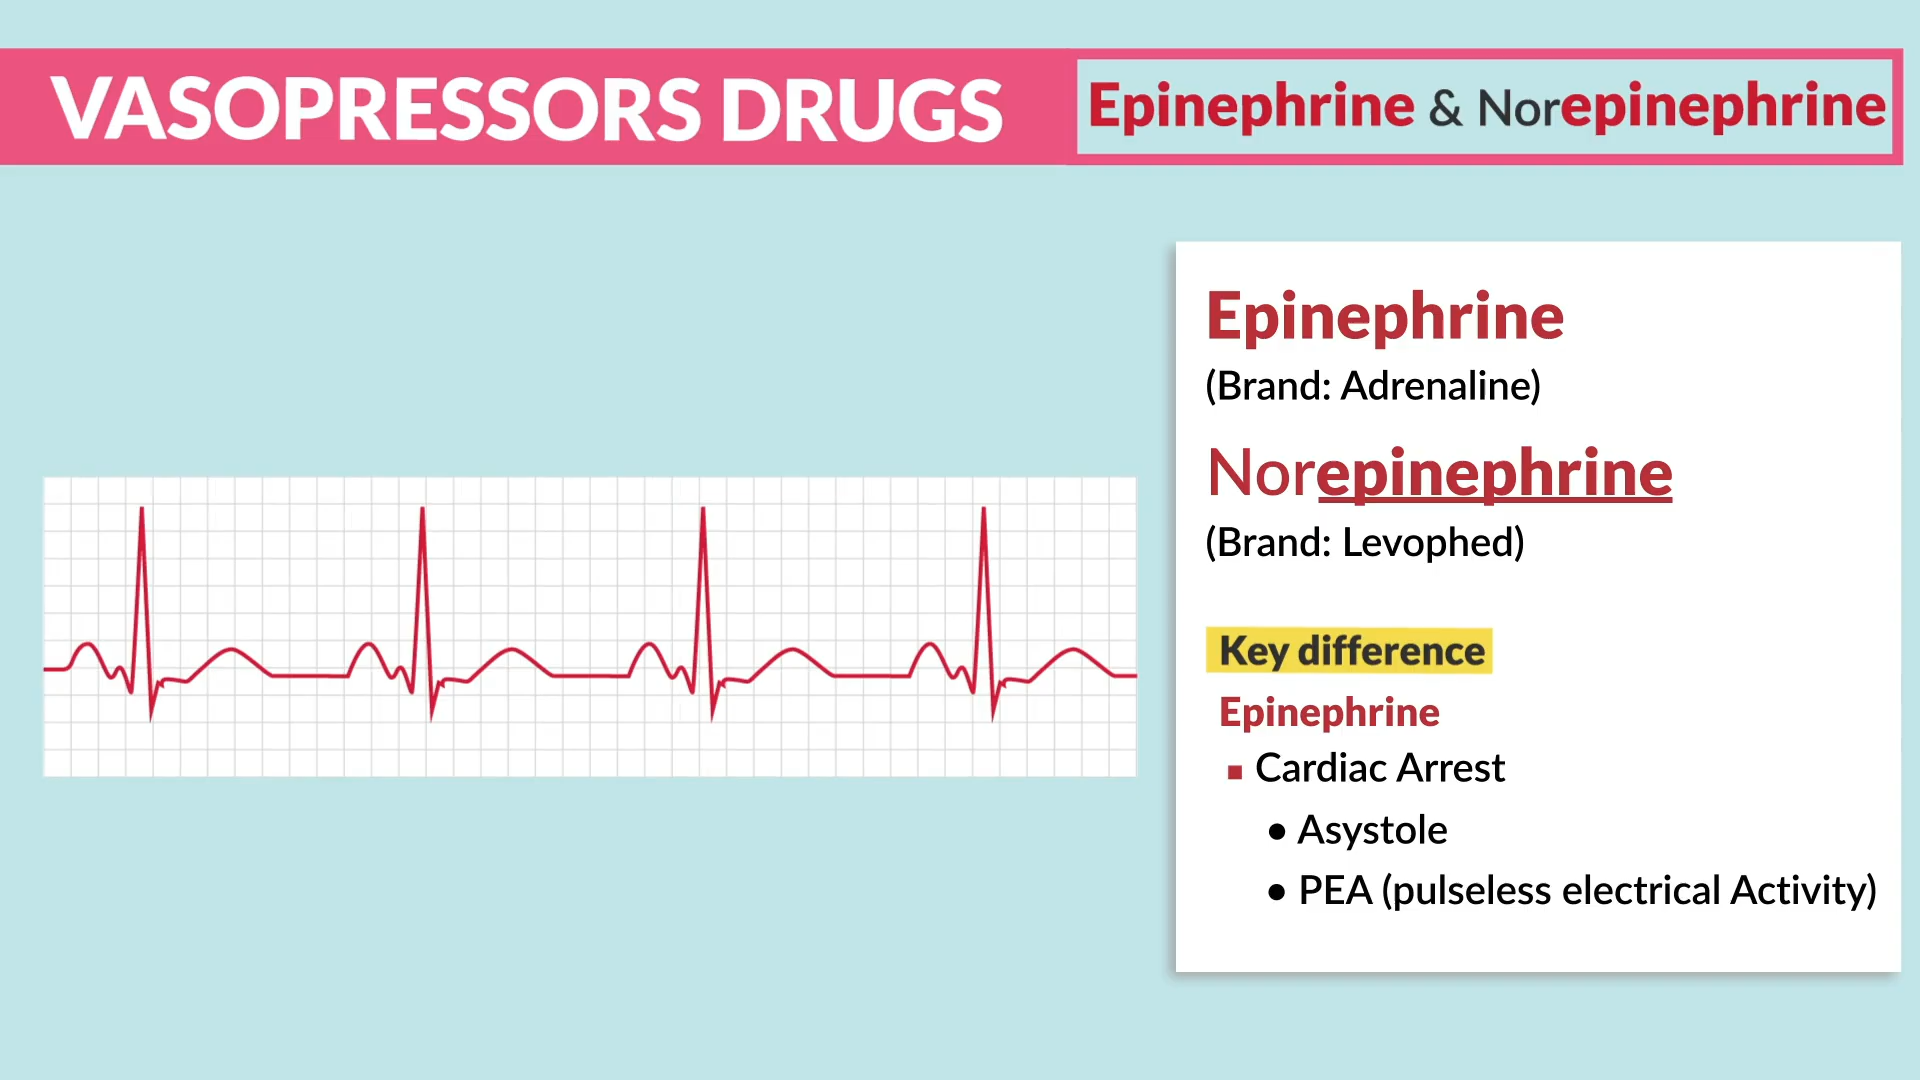 VASOPRESSORS DRUGS
Epinephrine & Norepinephrine
Epinephrine
(Brand: Adrenaline)
Norepinephrine
(Brand: Levophed)
Key difference
Epinephrine
▪ Cardiac Arrest
• Asystole
• PEA (pulseless electrical Activity)